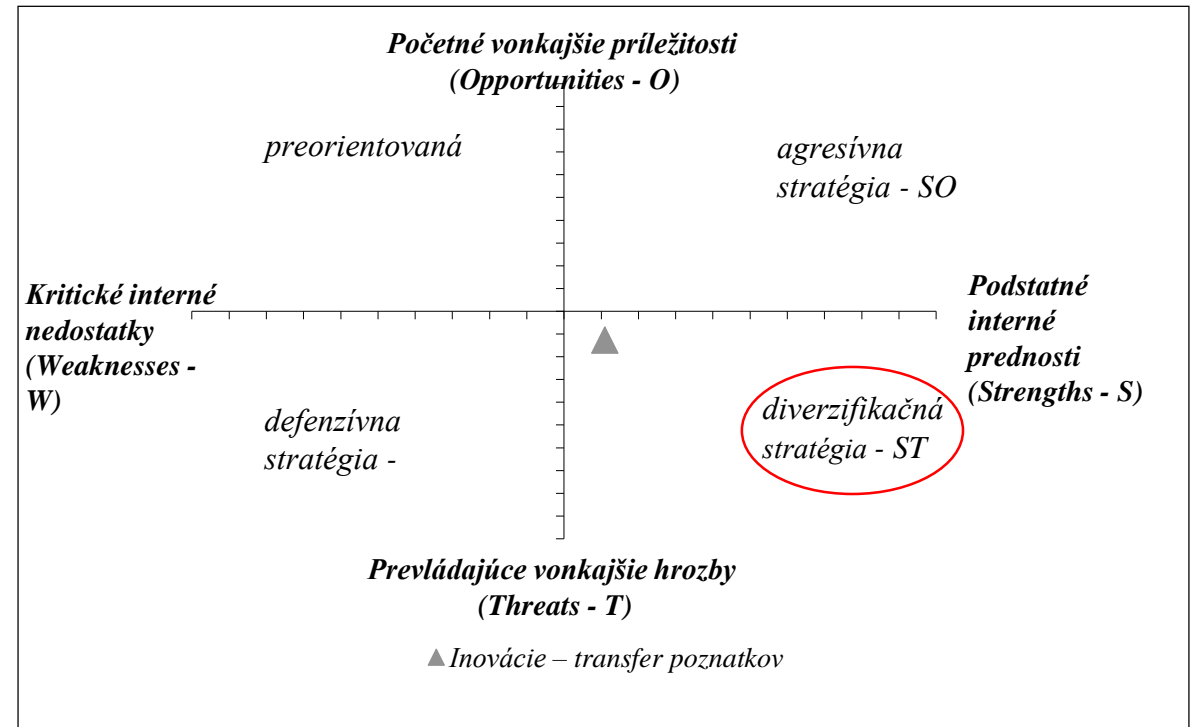 Početné vonkajšie príležitosti
(Opportunities - O)
preorientovaná
agresívna
stratégia - SO
Kritické interné
nedostatky
(Weaknesses -
W)
Podstatné
interné
prednosti
(Strengths - S)
defenzívna
stratégia -
diverzifikačná
stratégia - ST
Prevládajúce vonkajšie hrozby
(Threats - T)
Inovácie – transfer poznatkov